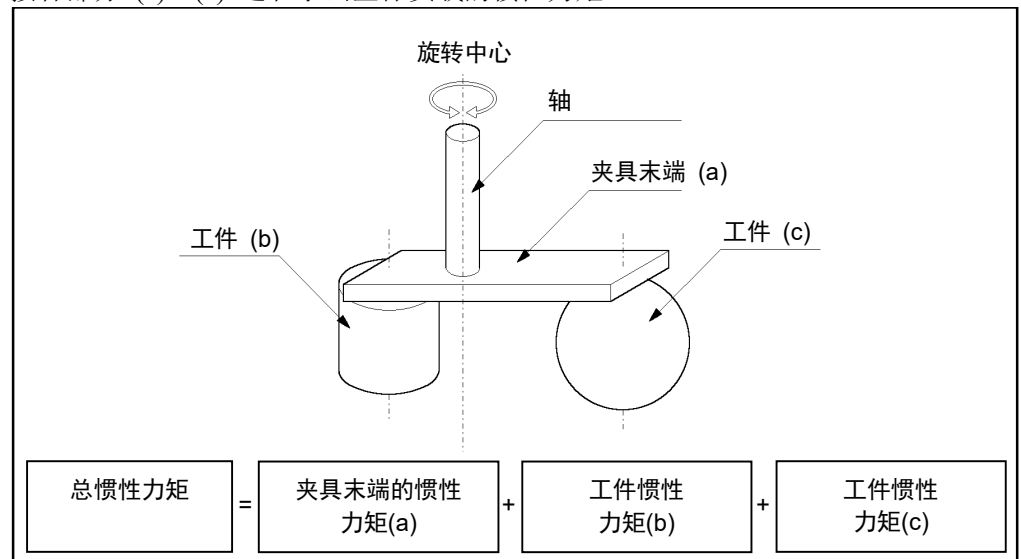 旋转中心
轴
夹具末端 (a)
工件 (b)
工件 (c)
总惯性力矩 = 夹具末端的惯性 + 工件惯性 + 工件惯性
力矩(a) 力矩(b) 力矩(c)